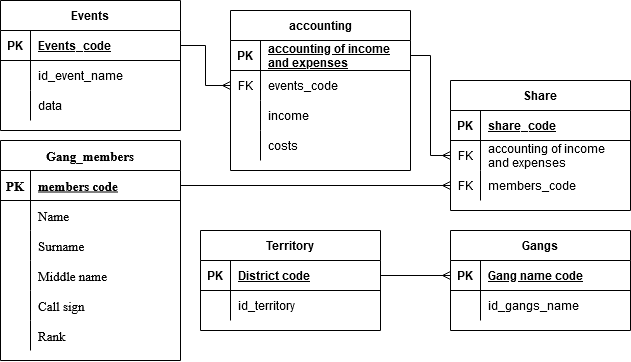 Events
PK Events_code
id_event_name
data
accounting
PK accounting of income
and expenses
FK events_code
income
costs
Share
PK share_code
FK accounting of income
and expenses
FK members_code
Gang_members
PK members code
Name
Surname
Middle name
Call sign
Rank
Territory
PK District code
id_territory
Gangs
PK Gang name code
id_gangs_name